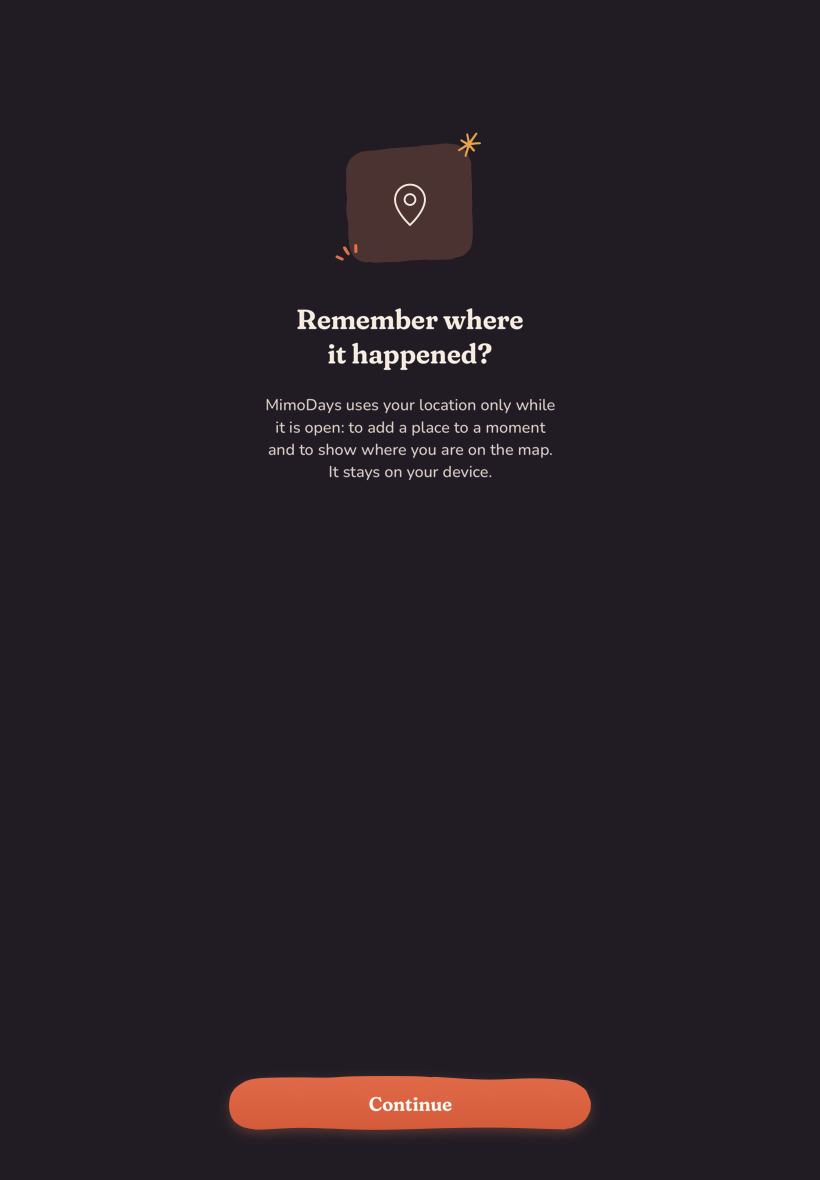 Remember where
it happened?
MimoDays uses your location only while
it is open: to add a place to a moment
and to show where you are on the map.
It stays on your device.
Continue